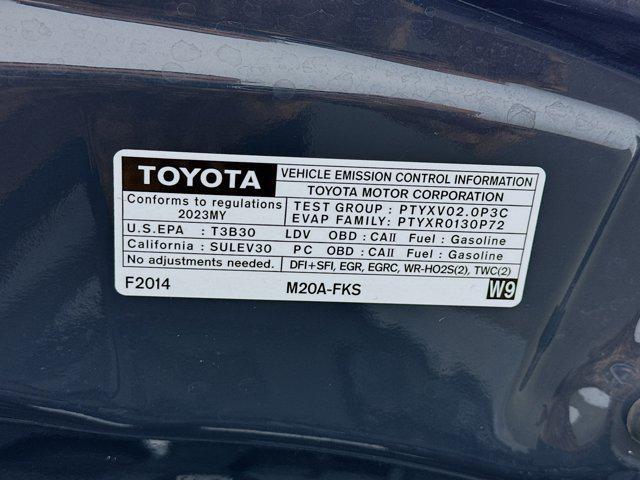 TOYOTA
VEHICLE EMISSION CONTROL INFORMATION
TOYOTA MOTOR CORPORATION
Conforms to regulations
2023MY
TEST GROUP : PTYXV02.0P3C
EVAP FAMILY: PTYXR0130P72
U.S.EPA : T3B30 LDV OBD : CAII Fuel : Gasoline
California : SULEV30 PC OBD : CAII Fuel : Gasoline
No adjustments needed. DFI+SFI, EGR, EGRC, WR-HO2S(2), TWC(2)
F2014 M20A-FKS W9